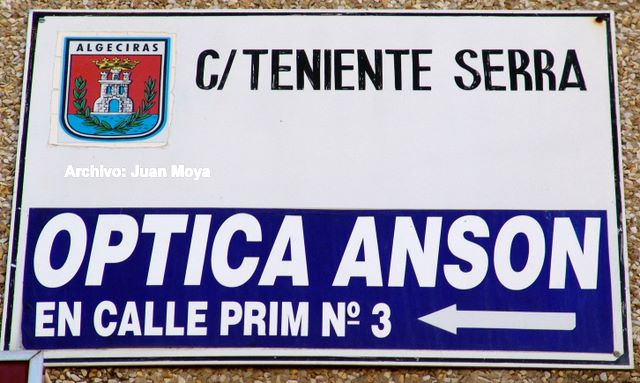 ALGECIRAS
C/TENIENTE SERRA
Archivo: Juan Moya
OPTICA ANSON
EN CALLE PRIM Nº 3